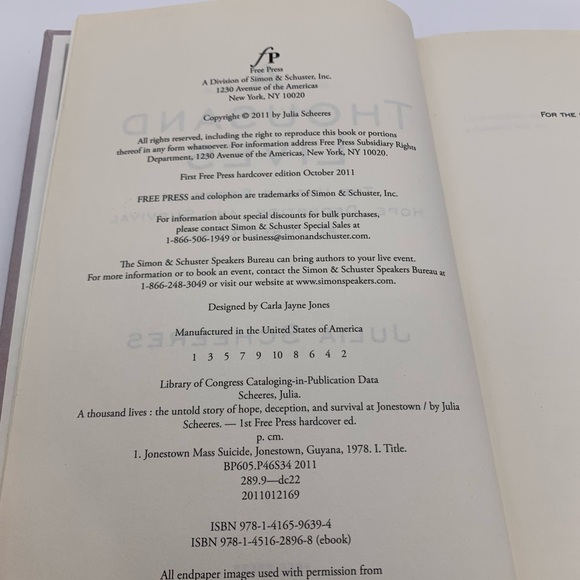 fP
Free Press
A Division of Simon & Schuster, Inc.
1230 Avenue of the Americas
New York, NY 10020
Copyright © 2011 by Julia Scheeres
All rights reserved, including the right to reproduce this book or portions
thereof in any form whatsoever. For information address Free Press Subsidiary Rights
Department, 1230 Avenue of the Americas, New York, NY 10020.
First Free Press hardcover edition October 2011
FREE PRESS and colophon are trademarks of Simon & Schuster, Inc.
For information about special discounts for bulk purchases,
please contact Simon & Schuster Special Sales at
1-866-506-1949 or business@simonandschuster.com.
The Simon & Schuster Speakers Bureau can bring authors to your live event.
For more information or to book an event, contact the Simon & Schuster Speakers Bureau at
1-866-248-3049 or visit our website at www.simonspeakers.com.
Designed by Carla Jayne Jones
Manufactured in the United States of America
1 3 5 7 9 10 8 6 4 2
Library of Congress Cataloging-in-Publication Data
Scheeres, Julia.
A thousand lives : the untold story of hope, deception, and survival at Jonestown / by Julia
Scheeres. — 1st Free Press hardcover ed.
p. cm.
1. Jonestown Mass Suicide, Jonestown, Guyana, 1978. I. Title.
BP605.P46S34 2011
289.9—dc22
2011012169
ISBN 978-1-4165-9639-4
ISBN 978-1-4516-2896-8 (ebook)
All endpaper images used with permission from
FOR THE